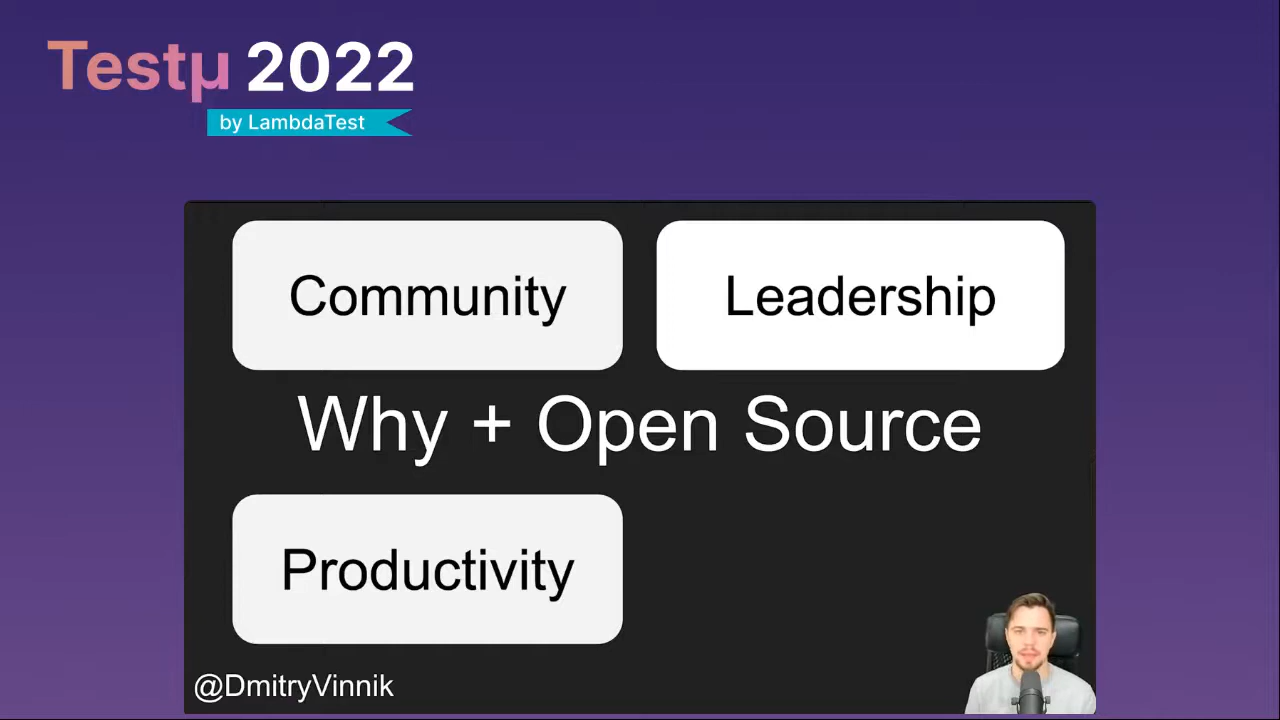 Testμ 2022
by LambdaTest
Community
Leadership
Why + Open Source
Productivity
@DmitryVinnik